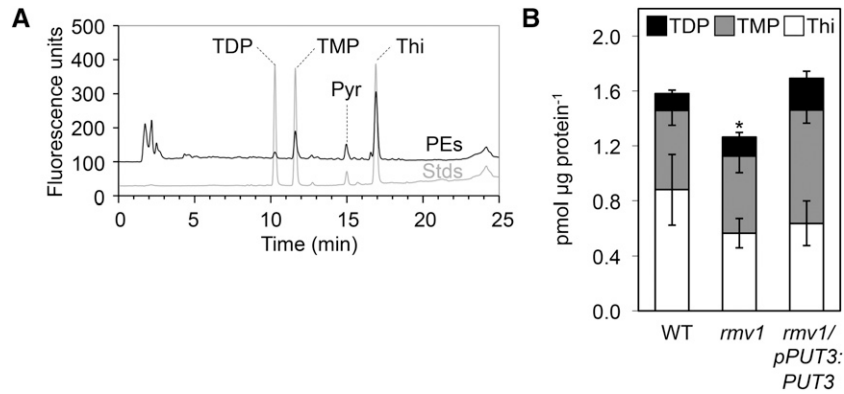 A
Fluorescence units
500
400
300
200
100
0
TDP
TMP
Thi
Pyr
PEs
Stds
0 5 10 15 20 25
Time (min)
B
pmol µg protein⁻¹
2.0
1.6
1.2
0.8
0.4
0.0
TDP TMP Thi
*
WT rmv1 rmv1/
pPUT3:
PUT3